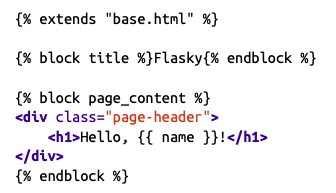 {% extends "base.html" %}
{% block title %}Flasky{% endblock %}
{% block page_content %}
<div class="page-header">
    <h1>Hello, {{ name }}!</h1>
</div>
{% endblock %}